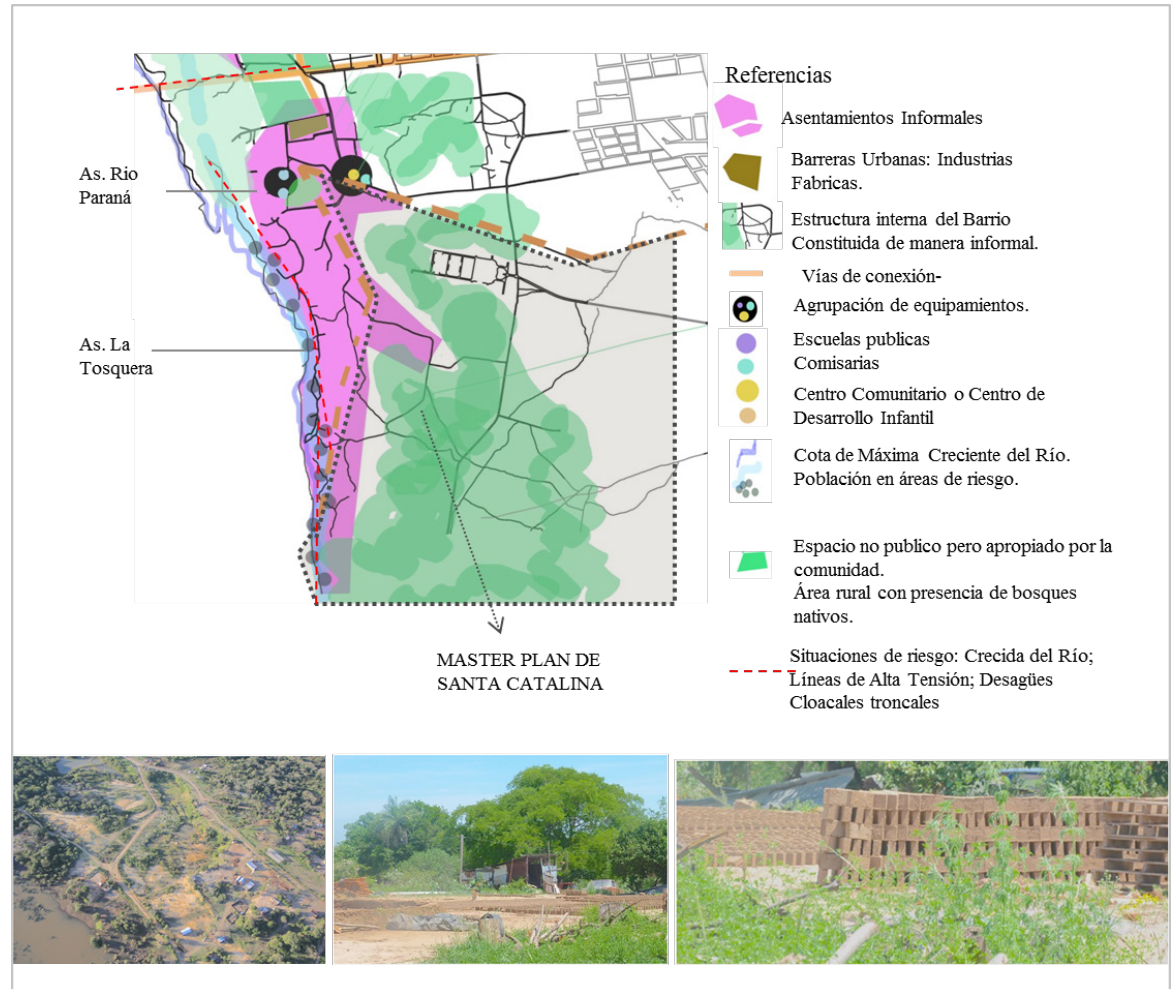 As. Rio
Paraná
As. La
Tosquera
MASTER PLAN DE
SANTA CATALINA
Referencias
Asentamientos Informales
Barreras Urbanas: Industrias
Fabricas.
Estructura interna del Barrio
Constituida de manera informal.
Vías de conexión-
Agrupación de equipamientos.
Escuelas publicas
Comisarias
Centro Comunitario o Centro de
Desarrollo Infantil
Cota de Máxima Creciente del Río.
Población en áreas de riesgo.
Espacio no publico pero apropiado por la
comunidad.
Área rural con presencia de bosques
nativos.
Situaciones de riesgo: Crecida del Río;
Líneas de Alta Tensión; Desagües
Cloacales troncales